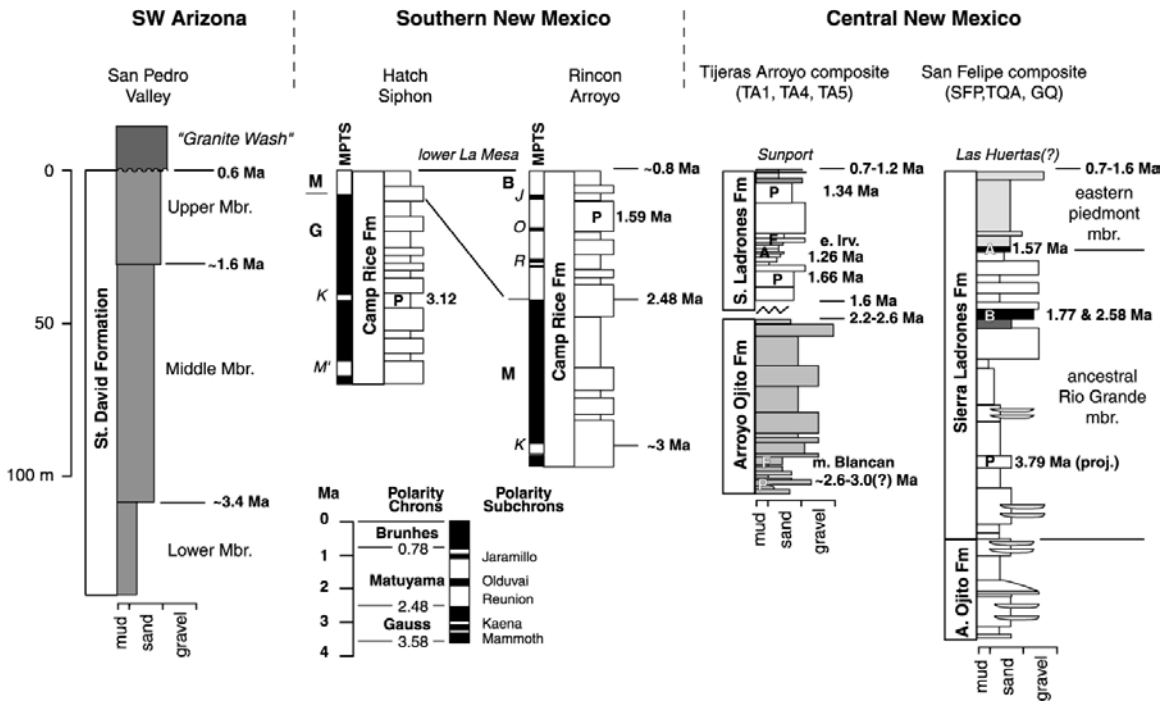 SW Arizona
Southern New Mexico
Central New Mexico
San Pedro
Valley
Hatch
Siphon
Rincon
Arroyo
Tijeras Arroyo composite
(TA1, TA4, TA5)
San Felipe composite
(SFP,TQA, GQ)
"Granite Wash"
0
0.6 Ma
Upper Mbr.
~1.6 Ma
50
Middle Mbr.
100 m
~3.4 Ma
Lower Mbr.
St. David Formation
mud
sand
gravel
MPTS
M
G
K
M'
Camp Rice Fm
P
3.12
lower La Mesa
MPTS
B
J
O
R
M
K
Camp Rice Fm
~0.8 Ma
P
1.59 Ma
2.48 Ma
~3 Ma
Ma
Polarity
Chrons
Polarity
Subchrons
0
Brunhes
0.78
1
Jaramillo
Matuyama
Olduvai
2
Reunion
2.48
3
Gauss
Kaena
3.58
Mammoth
4
Sunport
0.7-1.2 Ma
P
1.34 Ma
S. Ladrones Fm
F
e. Irv.
A
1.26 Ma
P
1.66 Ma
1.6 Ma
2.2-2.6 Ma
Arroyo Ojito Fm
F
m. Blancan
P
~2.6-3.0(?) Ma
mud
sand
gravel
Las Huertas(?)
0.7-1.6 Ma
eastern
piedmont
mbr.
A
1.57 Ma
Sierra Ladrones Fm
B
1.77 & 2.58 Ma
ancestral
Rio Grande
mbr.
P
3.79 Ma (proj.)
A. Ojito Fm
mud
sand
gravel